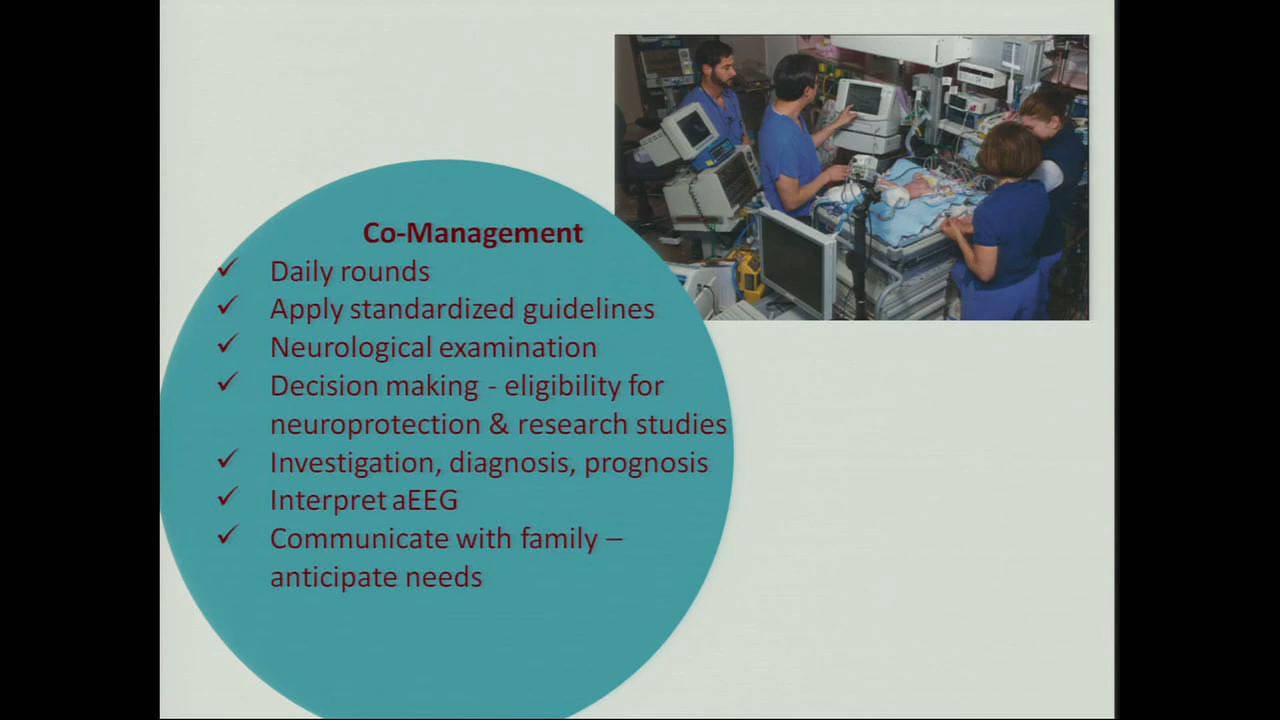 Co-Management
✓ Daily rounds
✓ Apply standardized guidelines
✓ Neurological examination
✓ Decision making - eligibility for
neuroprotection & research studies
✓ Investigation, diagnosis, prognosis
✓ Interpret aEEG
✓ Communicate with family –
anticipate needs